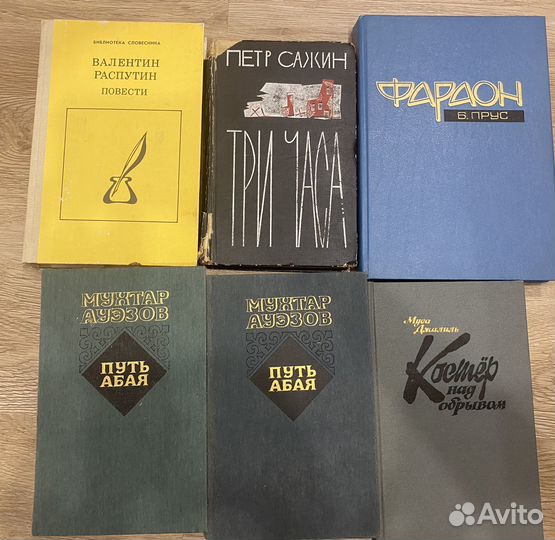 БИБЛИОТЕКА СЛОВЕСНИКА
ВАЛЕНТИН
РАСПУТИН
ПОВЕСТИ
ПЕТР САЖИН
ТРИ ЧАСА
ФАРАОН
Б. ПРУС
МУХТАР
АУЭЗОВ
ПУТЬ
АБАЯ
МУХТАР
АУЭЗОВ
ПУТЬ
АБАЯ
Муса
Джалиль
Костёр
над
обрывом
Avito